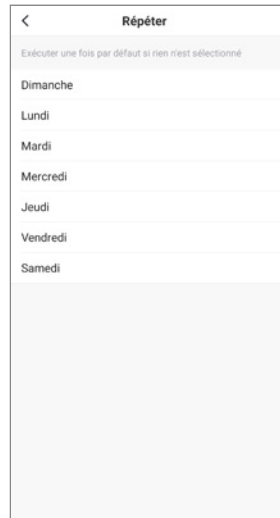 Répéter
Exécuter une fois par défaut si rien n'est sélectionné
Dimanche
Lundi
Mardi
Mercredi
Jeudi
Vendredi
Samedi